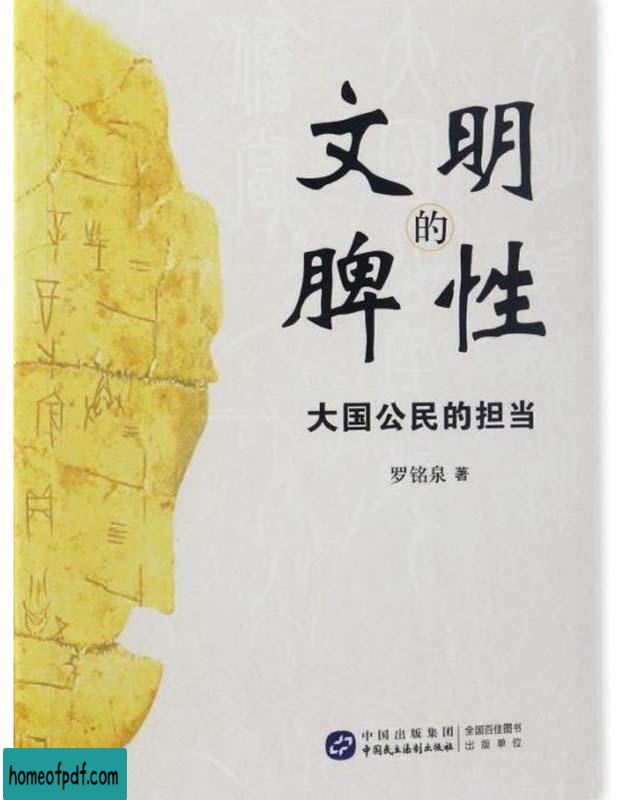 文明
的
脾性
大国公民的担当
罗铭泉 著
中国出版集团
中国民主法制出版社
全国百佳图书
出版单位
homeofpdf.com